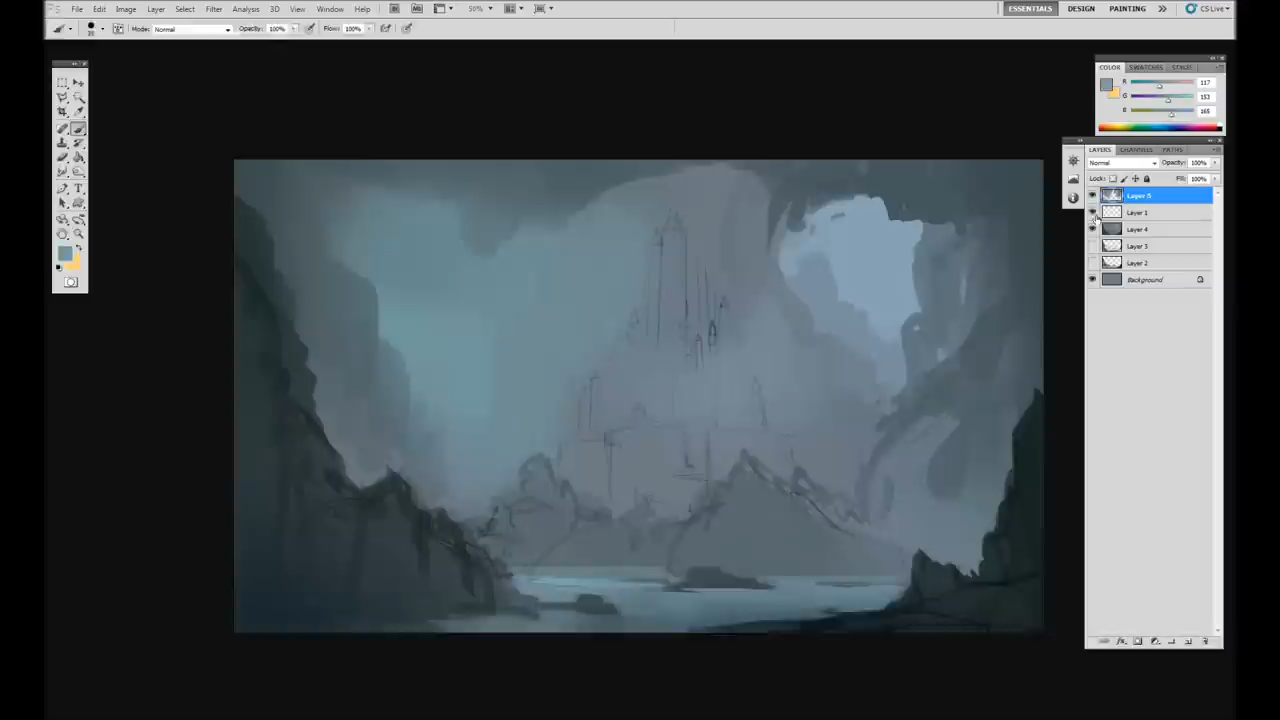 File Edit Image Layer Select Filter Analysis 3D View Window Help 50% ESSENTIALS DESIGN PAINTING CS Live
Mode: Normal Opacity: 100% Flow: 100%
COLOR SWATCHES STYLES
R 117
G 153
B 165
LAYERS CHANNELS PATHS
Normal Opacity: 100%
Lock: Fill: 100%
Layer 5
Layer 1
Layer 4
Layer 3
Layer 2
Background